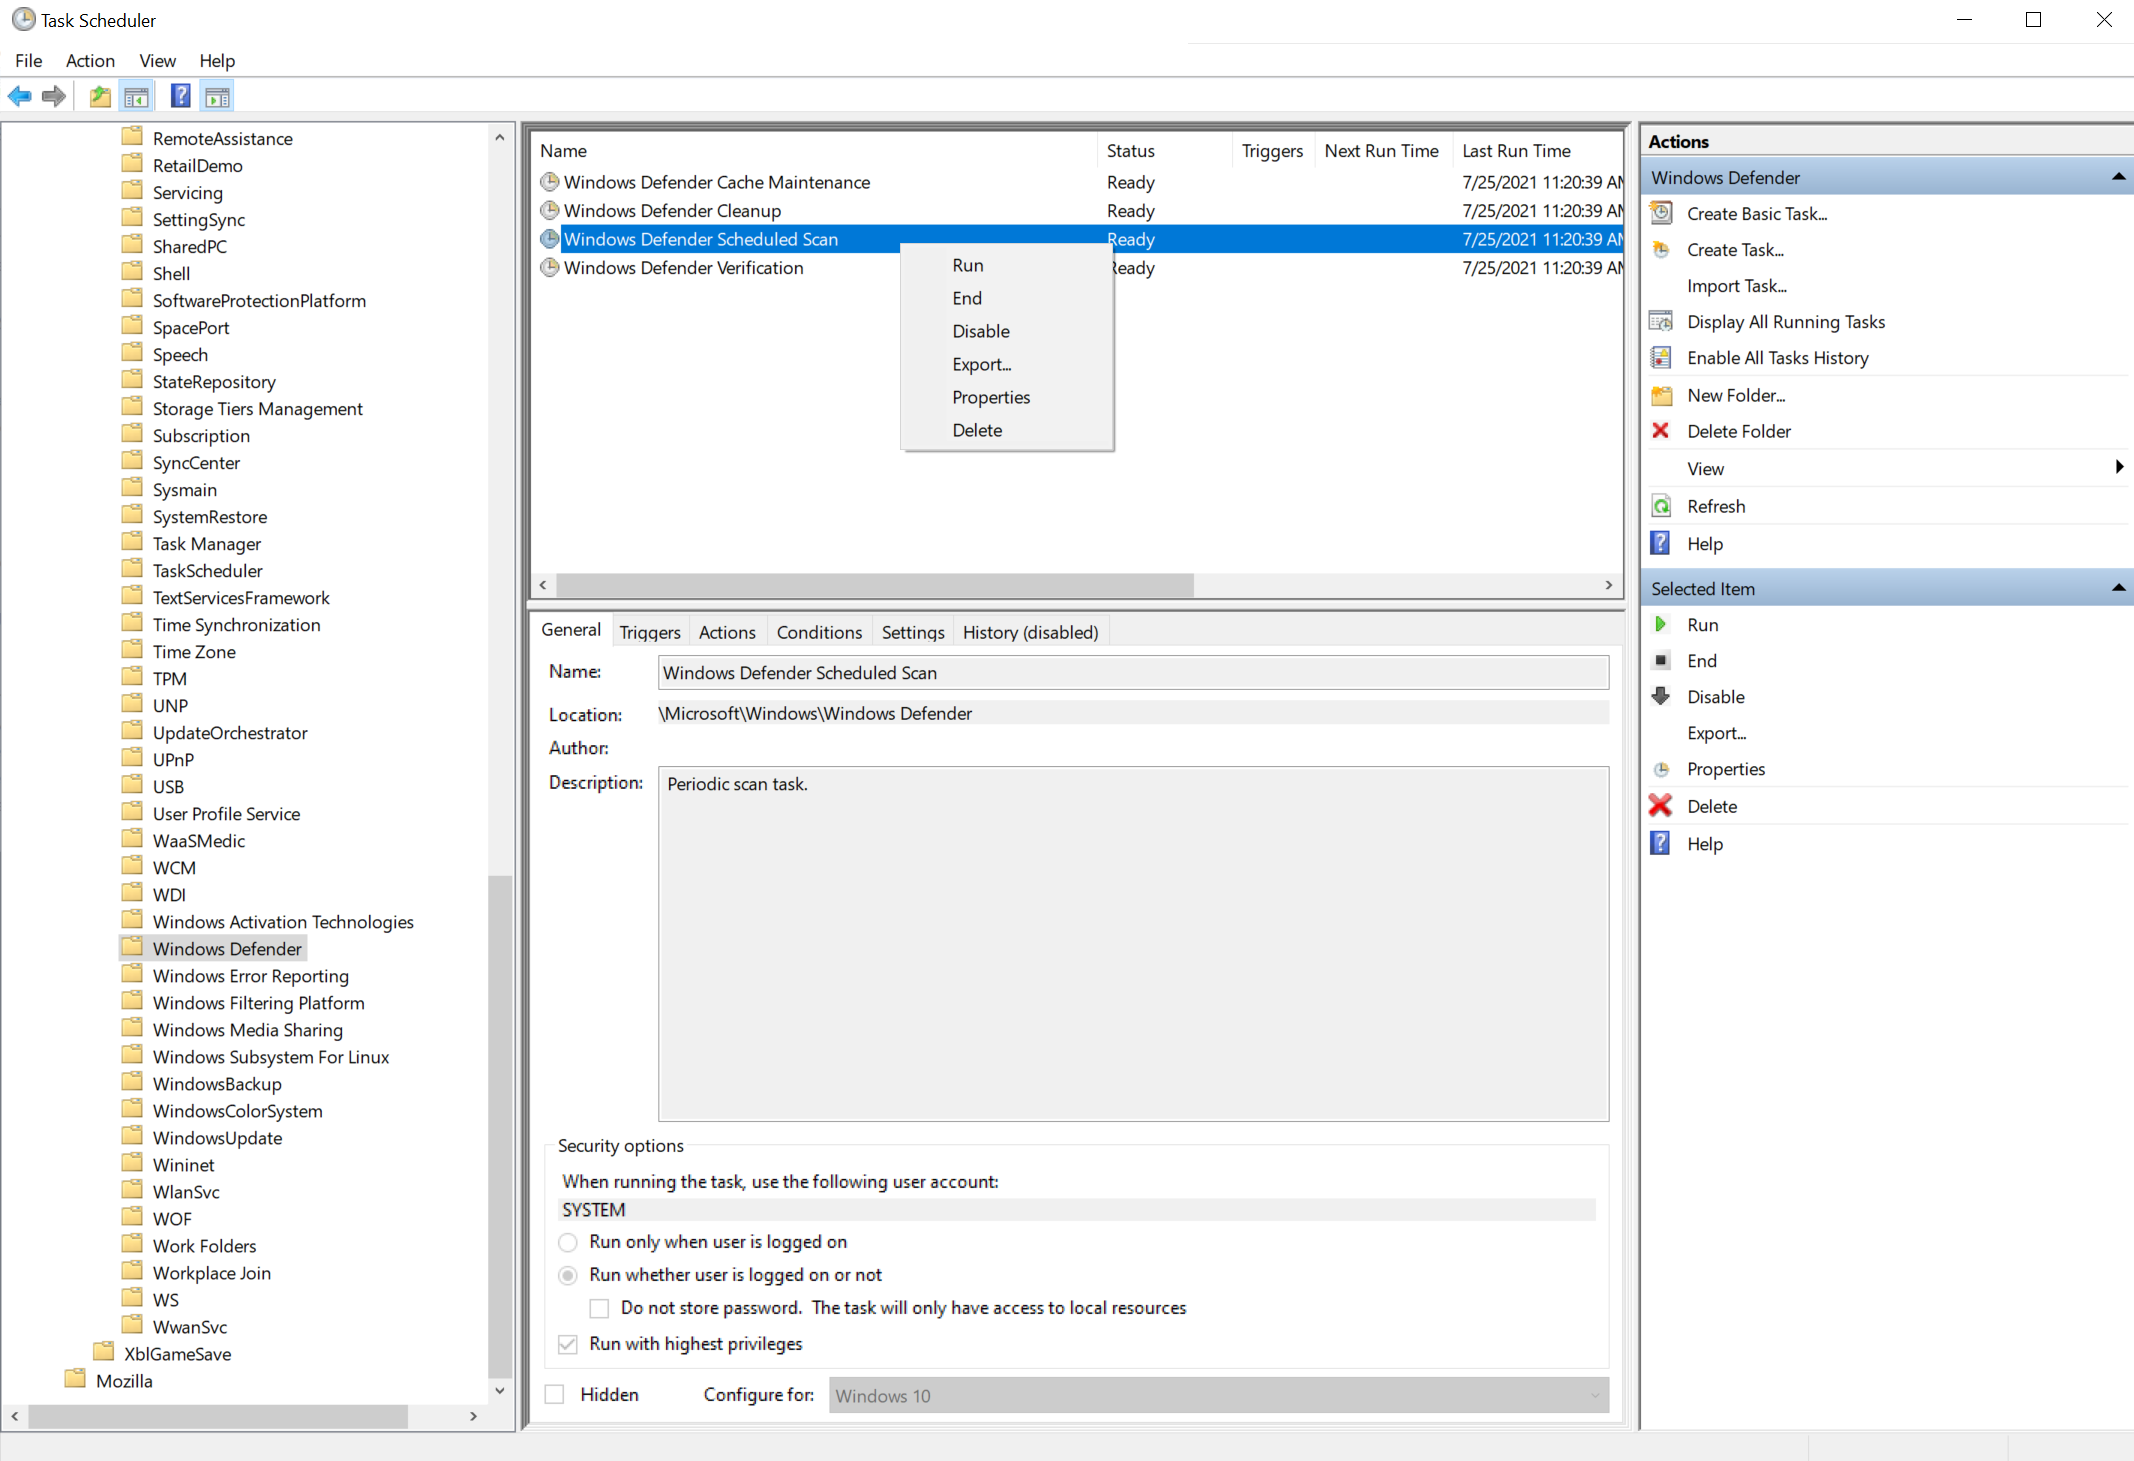 Task Scheduler
File Action View Help
RemoteAssistance
RetailDemo
Servicing
SettingSync
SharedPC
Shell
SoftwareProtectionPlatform
SpacePort
Speech
StateRepository
Storage Tiers Management
Subscription
SyncCenter
Sysmain
SystemRestore
Task Manager
TaskScheduler
TextServicesFramework
Time Synchronization
Time Zone
TPM
UNP
UpdateOrchestrator
UPnP
USB
User Profile Service
WaaSMedic
WCM
WDI
Windows Activation Technologies
Windows Defender
Windows Error Reporting
Windows Filtering Platform
Windows Media Sharing
Windows Subsystem For Linux
WindowsBackup
WindowsColorSystem
WindowsUpdate
Wininet
WlanSvc
WOF
Work Folders
Workplace Join
WS
WwanSvc
XblGameSave
Mozilla
Name Status Triggers Next Run Time Last Run Time
Windows Defender Cache Maintenance Ready 7/25/2021 11:20:39 AM
Windows Defender Cleanup Ready 7/25/2021 11:20:39 AM
Windows Defender Scheduled Scan Ready 7/25/2021 11:20:39 AM
Windows Defender Verification Ready 7/25/2021 11:20:39 AM
Run
End
Disable
Export...
Properties
Delete
General Triggers Actions Conditions Settings History (disabled)
Name: Windows Defender Scheduled Scan
Location: \Microsoft\Windows\Windows Defender
Author:
Description: Periodic scan task.
Security options
When running the task, use the following user account:
SYSTEM
Run only when user is logged on
Run whether user is logged on or not
Do not store password. The task will only have access to local resources
Run with highest privileges
Hidden Configure for: Windows 10
Actions
Windows Defender
Create Basic Task...
Create Task...
Import Task...
Display All Running Tasks
Enable All Tasks History
New Folder...
Delete Folder
View
Refresh
Help
Selected Item
Run
End
Disable
Export...
Properties
Delete
Help